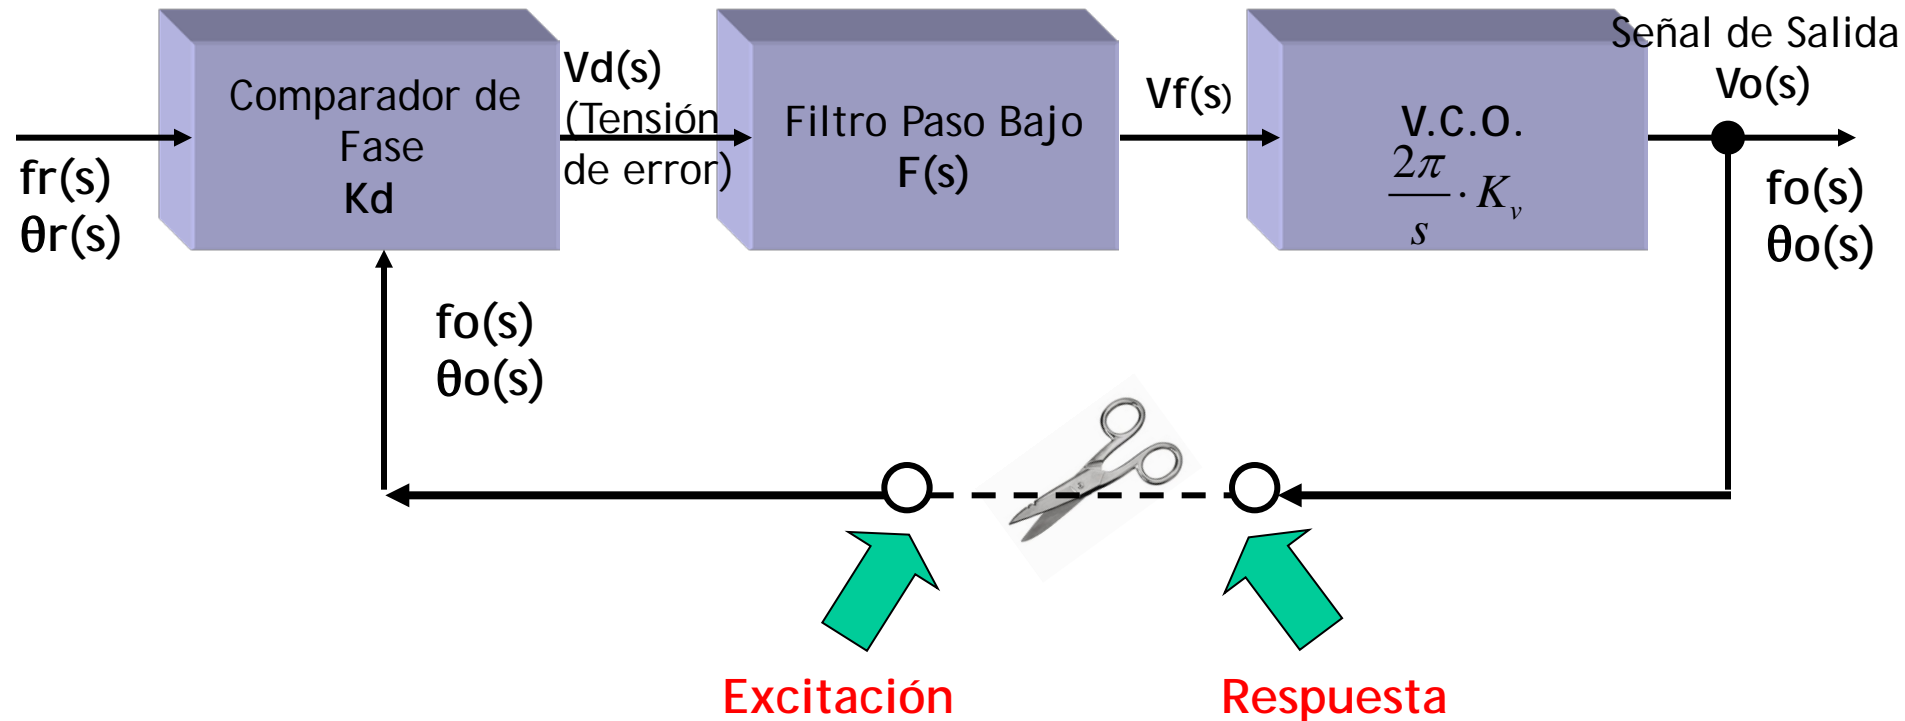 Señal de Salida
Vo(s)
Comparador de
Fase
Kd
Vd(s)
(Tensión
de error)
Filtro Paso Bajo
F(s)
Vf(s)
V.C.O.
2π
s
· Kv
fr(s)
θr(s)
fo(s)
θo(s)
fo(s)
θo(s)
Excitación
Respuesta